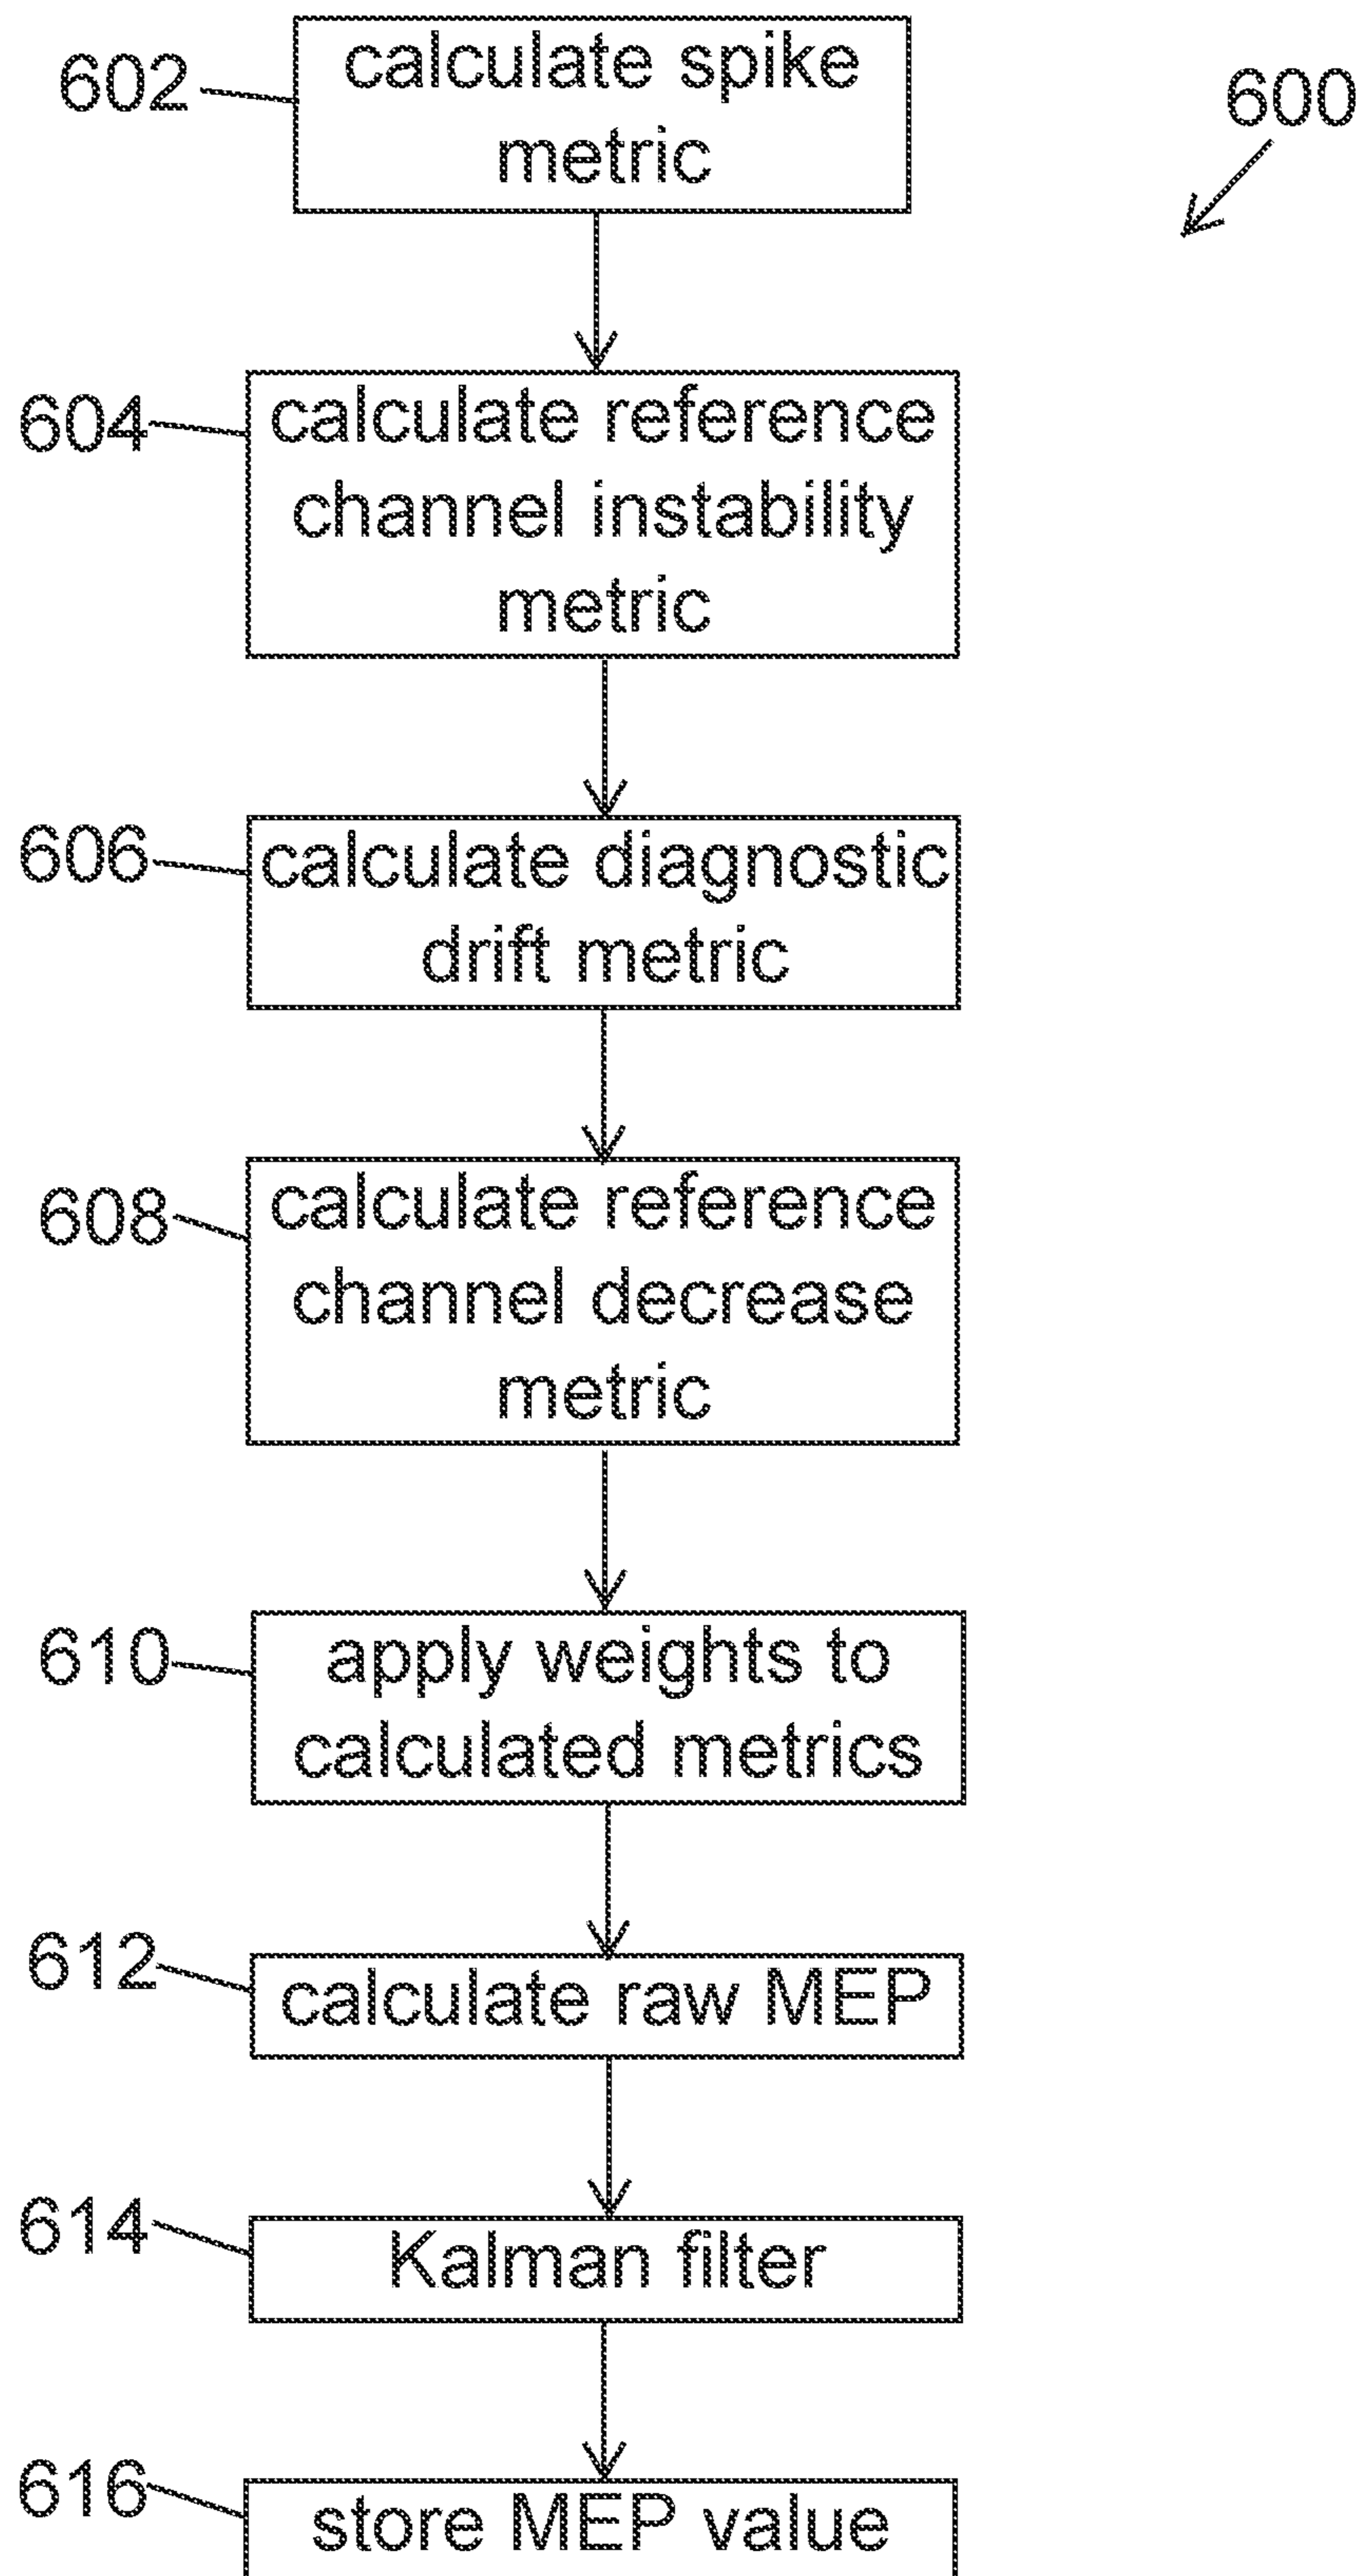 602
calculate spike
metric
600
604
calculate reference
channel instability
metric
606
calculate diagnostic
drift metric
608
calculate reference
channel decrease
metric
610
apply weights to
calculated metrics
612
calculate raw MEP
614
Kalman filter
616
store MEP value